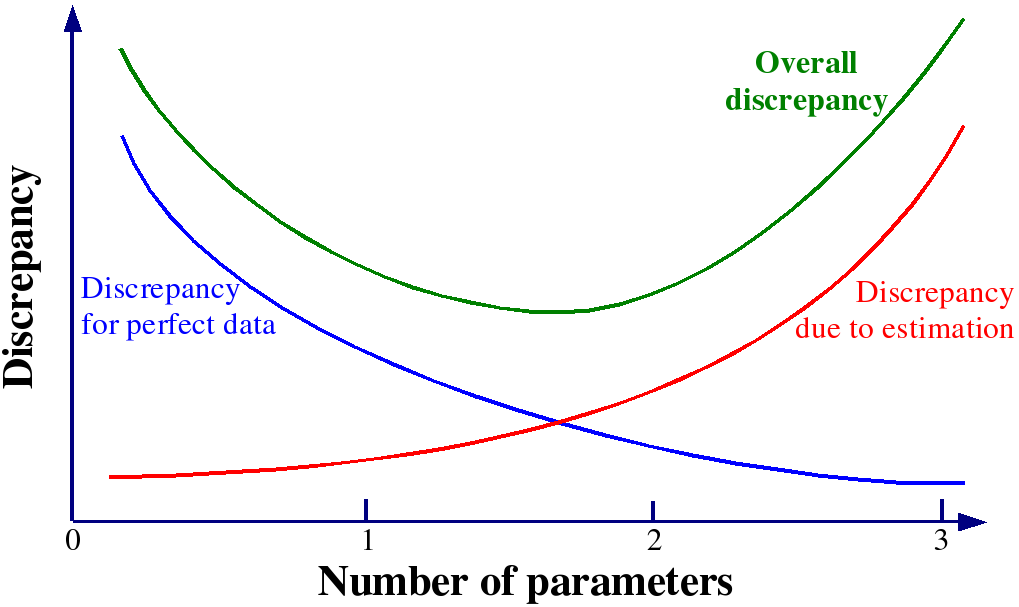 Overall
discrepancy
Discrepancy
Discrepancy
for perfect data
Discrepancy
due to estimation
0
1
2
3
Number of parameters